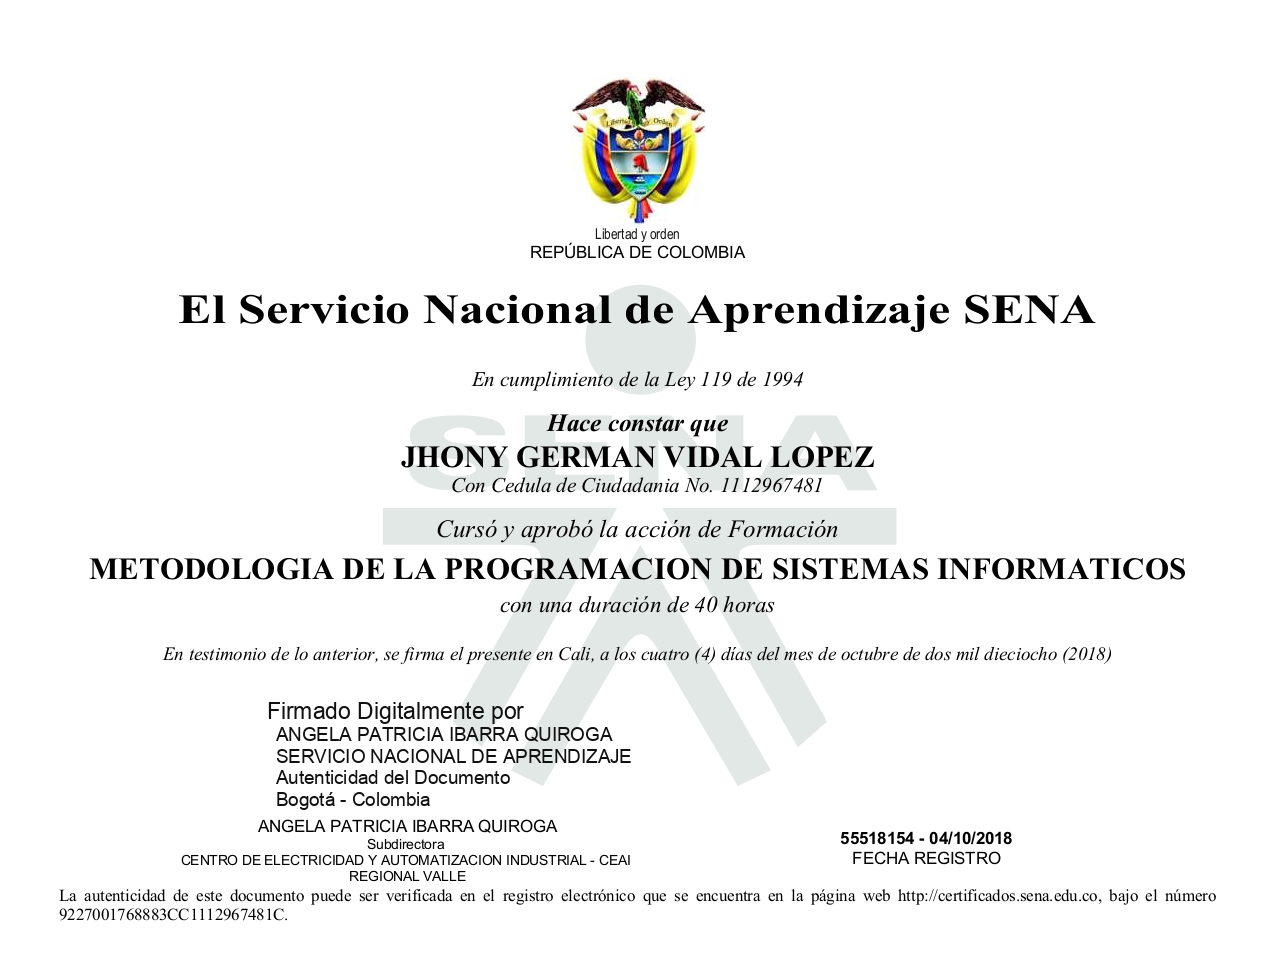 Libertad y Orden
Libertad y orden
REPÚBLICA DE COLOMBIA
El Servicio Nacional de Aprendizaje SENA
En cumplimiento de la Ley 119 de 1994
SENA
Hace constar que
JHONY GERMAN VIDAL LOPEZ
Con Cedula de Ciudadania No. 1112967481
Cursó y aprobó la acción de Formación
METODOLOGIA DE LA PROGRAMACION DE SISTEMAS INFORMATICOS
con una duración de 40 horas
En testimonio de lo anterior, se firma el presente en Cali, a los cuatro (4) días del mes de octubre de dos mil dieciocho (2018)
Firmado Digitalmente por
ANGELA PATRICIA IBARRA QUIROGA
SERVICIO NACIONAL DE APRENDIZAJE
Autenticidad del Documento
Bogotá - Colombia
ANGELA PATRICIA IBARRA QUIROGA
Subdirectora
CENTRO DE ELECTRICIDAD Y AUTOMATIZACION INDUSTRIAL - CEAI
REGIONAL VALLE
55518154 - 04/10/2018
FECHA REGISTRO
La autenticidad de este documento puede ser verificada en el registro electrónico que se encuentra en la página web http://certificados.sena.edu.co, bajo el número
9227001768883CC1112967481C.